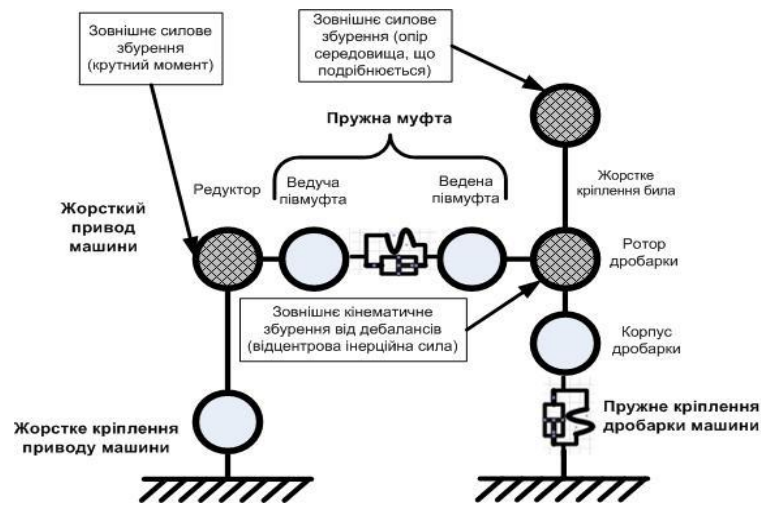 Зовнішнє силове
збурення
(крутний момент)
Зовнішнє силове
збурення (опір
середовища, що
подрібнюється)
Пружна муфта
Редуктор
Ведуча
півмуфта
Ведена
півмуфта
Жорстке
кріплення била
Жорсткий
привод
машини
Ротор
дробарки
Зовнішнє кінематичне
збурення від дебалансів
(відцентрова інерційна сила)
Корпус
дробарки
Жорстке кріплення
приводу машини
Пружне кріплення
дробарки машини